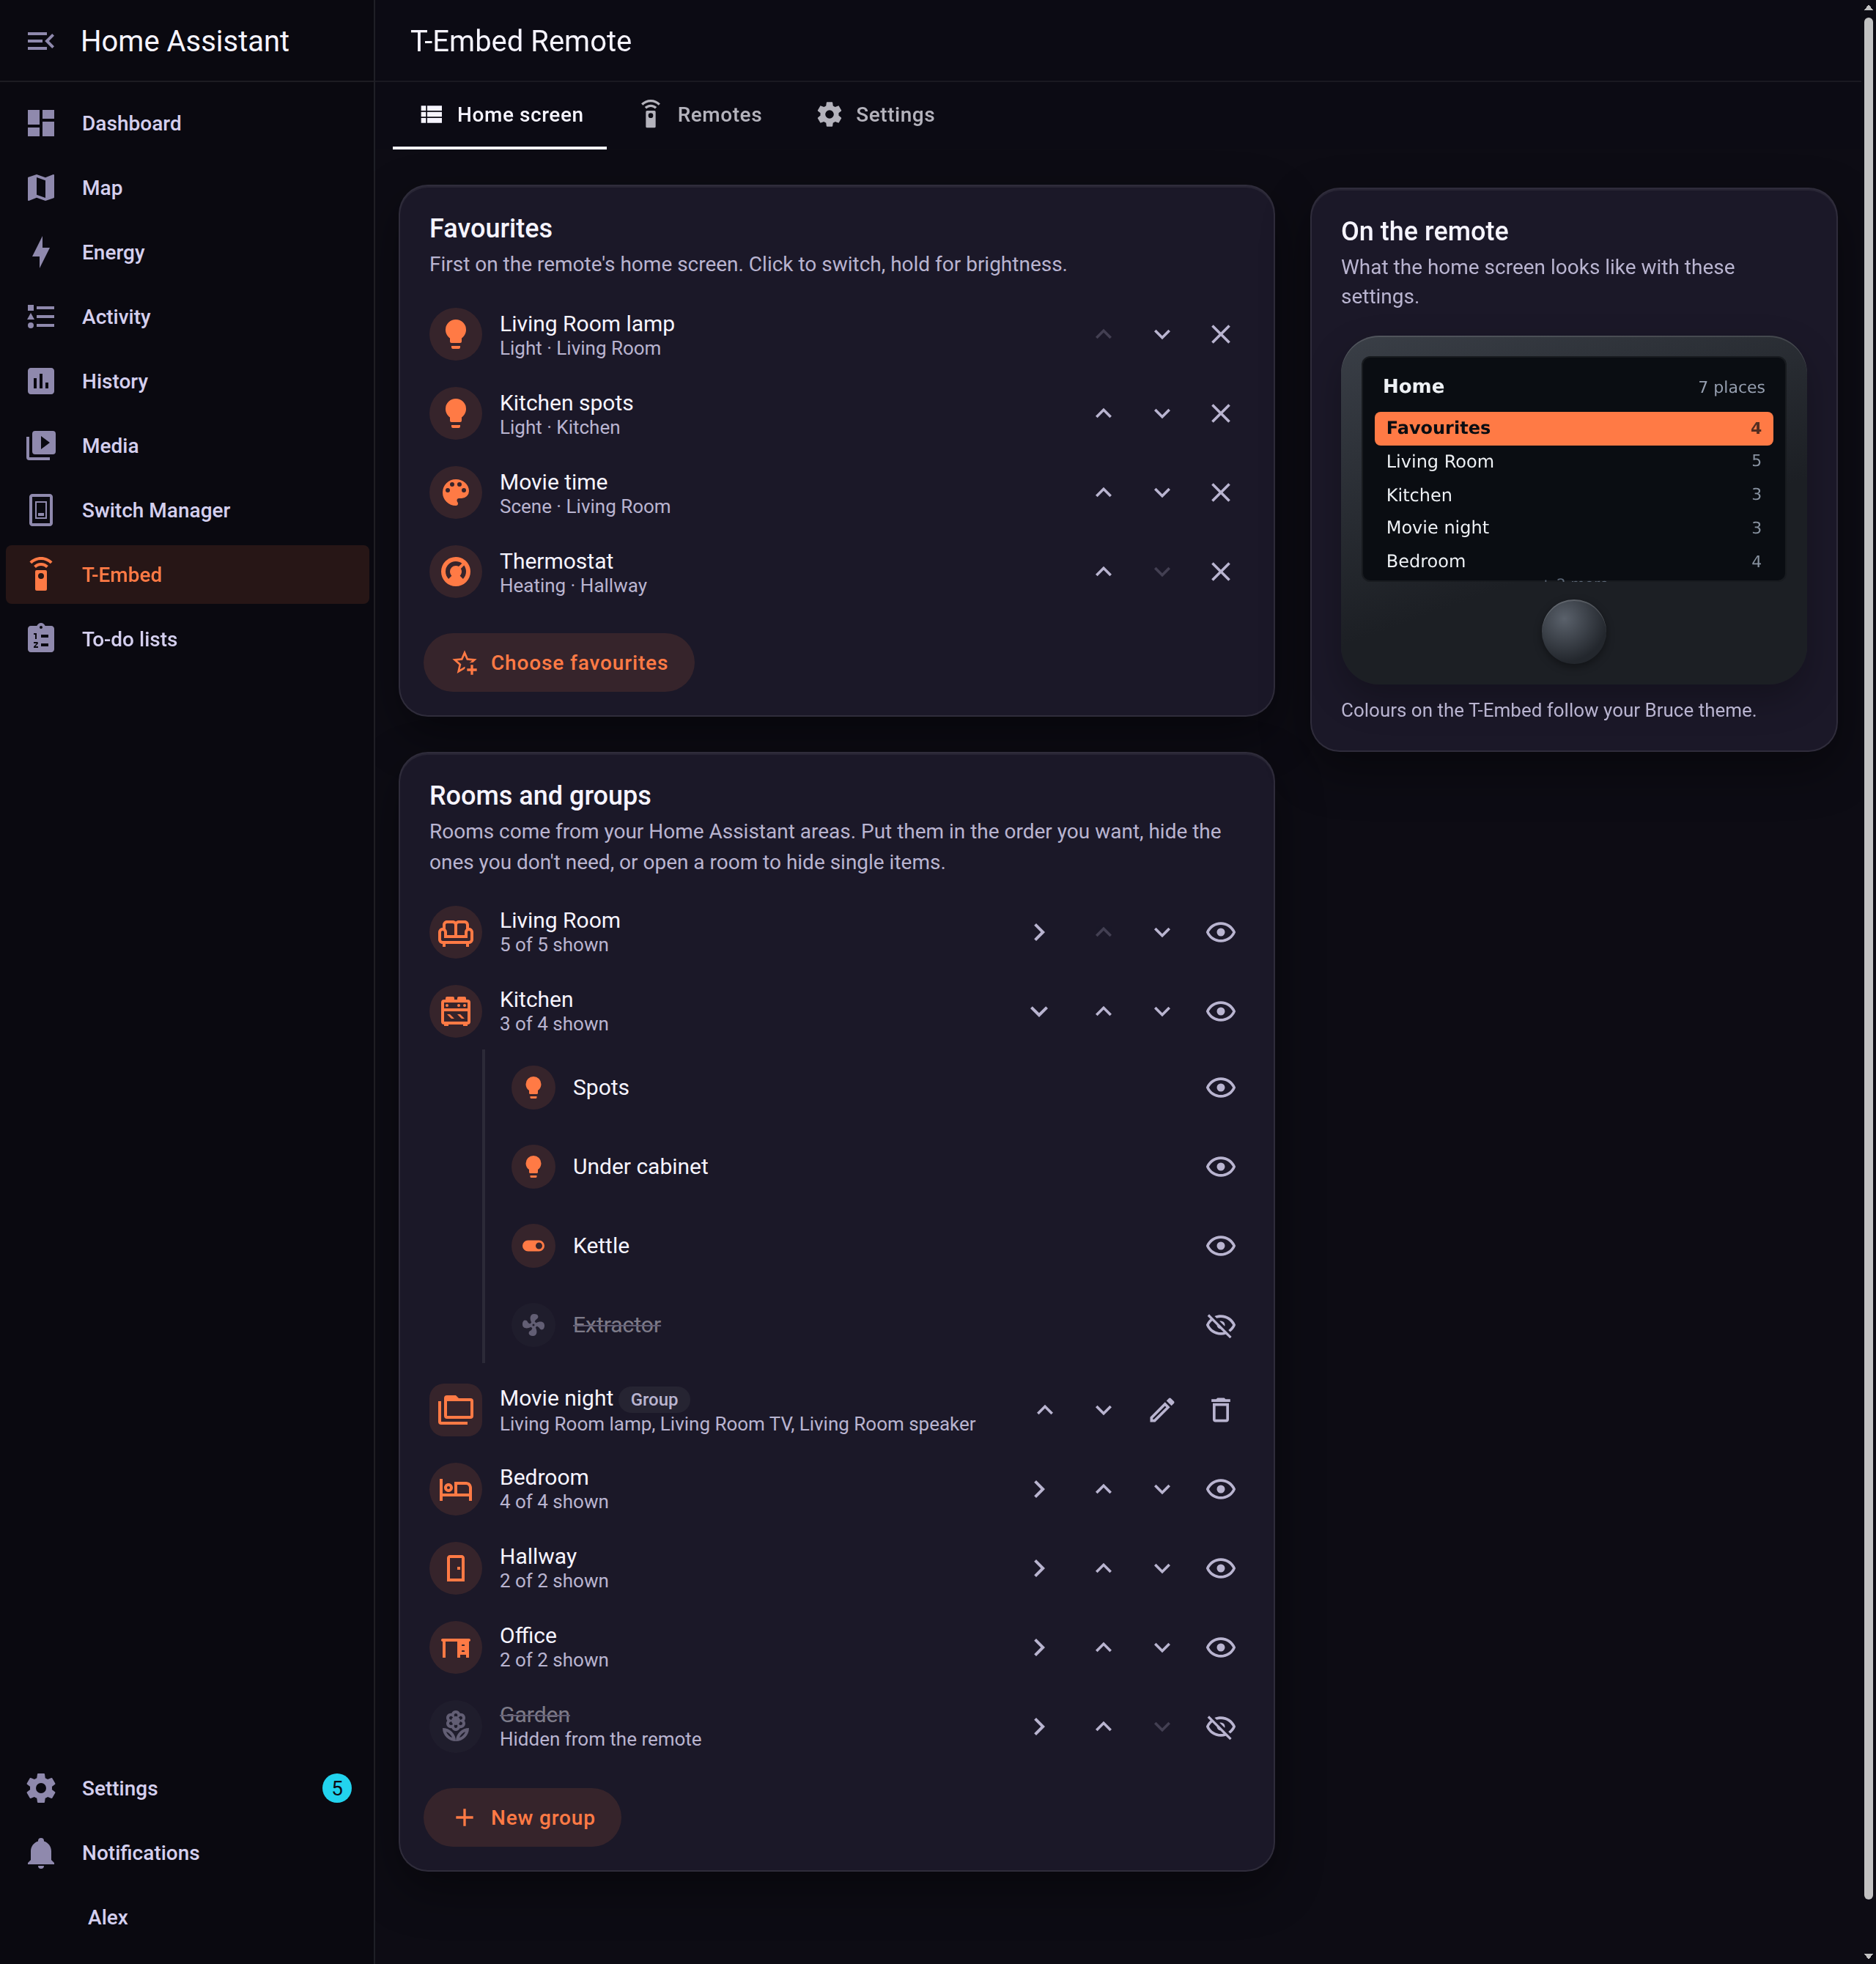 Home Assistant
Dashboard
Map
Energy
Activity
History
Media
Switch Manager
T-Embed
To-do lists
Settings
5
Notifications
Alex
T-Embed Remote
Home screen
Remotes
Settings
Favourites
First on the remote's home screen. Click to switch, hold for brightness.
Living Room lamp
Light · Living Room
Kitchen spots
Light · Kitchen
Movie time
Scene · Living Room
Thermostat
Heating · Hallway
Choose favourites
Rooms and groups
Rooms come from your Home Assistant areas. Put them in the order you want, hide the
ones you don't need, or open a room to hide single items.
Living Room
5 of 5 shown
Kitchen
3 of 4 shown
Spots
Under cabinet
Kettle
Extractor
Movie night Group
Living Room lamp, Living Room TV, Living Room speaker
Bedroom
4 of 4 shown
Hallway
2 of 2 shown
Office
2 of 2 shown
Garden
Hidden from the remote
New group
On the remote
What the home screen looks like with these
settings.
Home 7 places
Favourites 4
Living Room 5
Kitchen 3
Movie night 3
Bedroom 4
Colours on the T-Embed follow your Bruce theme.